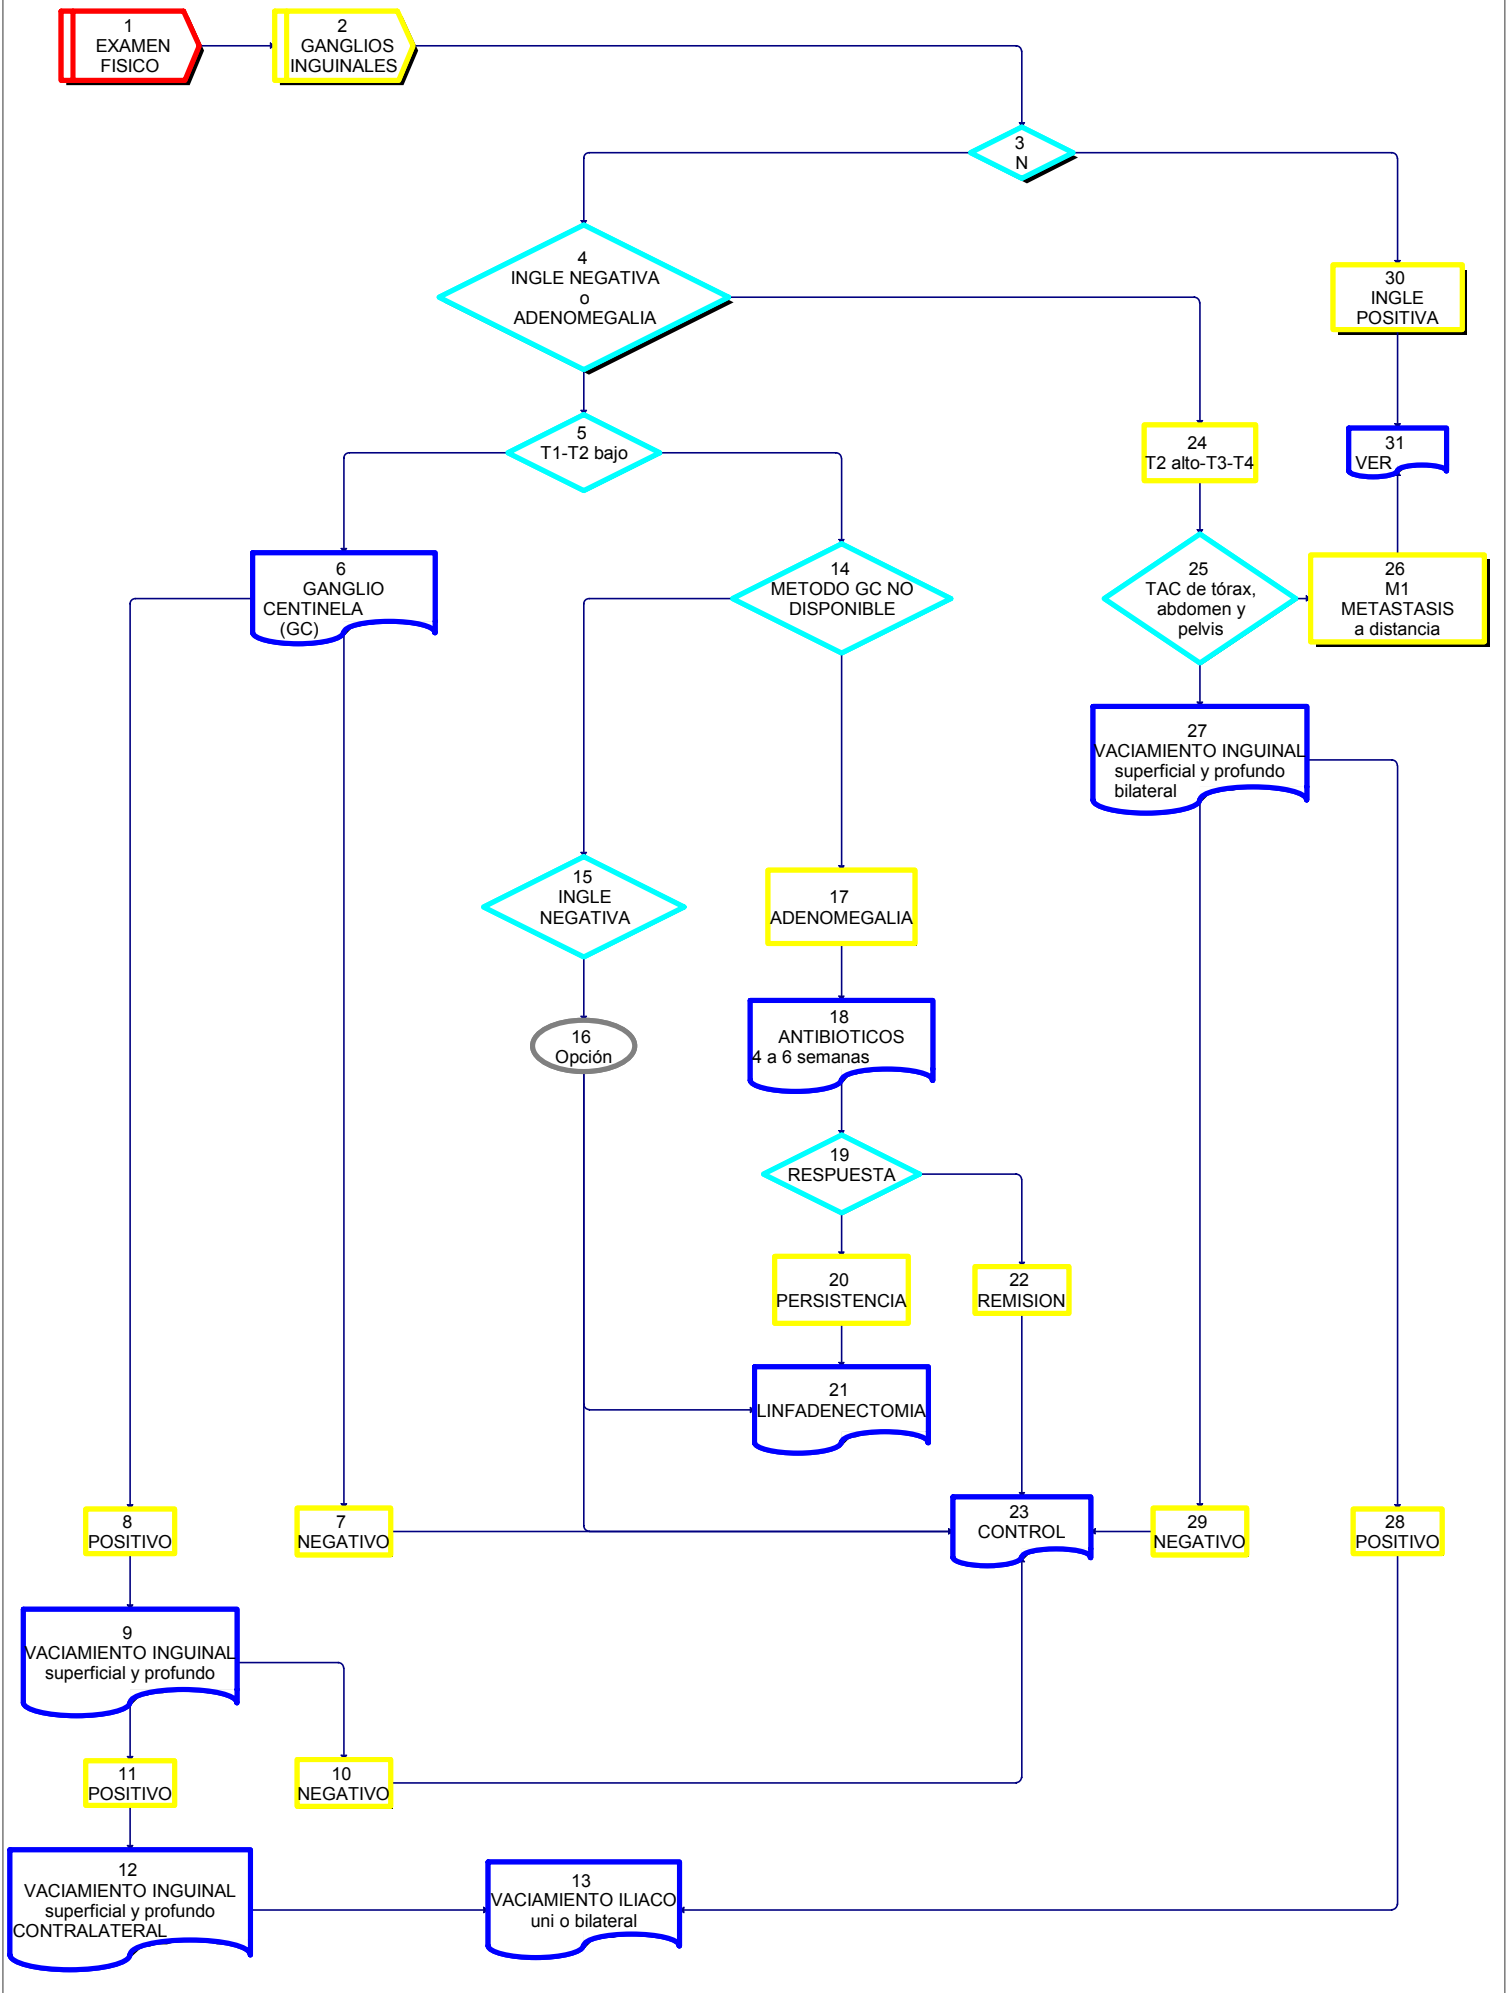 1
EXAMEN
FISICO
2
GANGLIOS
INGUINALES
3
N
4
INGLE NEGATIVA
o
ADENOMEGALIA
30
INGLE
POSITIVA
5
T1-T2 bajo
24
T2 alto-T3-T4
31
VER
6
GANGLIO
CENTINELA
(GC)
14
METODO GC NO
DISPONIBLE
25
TAC de tórax,
abdomen y
pelvis
26
M1
METASTASIS
a distancia
27
VACIAMIENTO INGUINAL
superficial y profundo
bilateral
15
INGLE
NEGATIVA
17
ADENOMEGALIA
16
Opción
18
ANTIBIOTICOS
4 a 6 semanas
19
RESPUESTA
20
PERSISTENCIA
22
REMISION
21
LINFADENECTOMIA
8
POSITIVO
7
NEGATIVO
23
CONTROL
29
NEGATIVO
28
POSITIVO
9
VACIAMIENTO INGUINAL
superficial y profundo
11
POSITIVO
10
NEGATIVO
12
VACIAMIENTO INGUINAL
superficial y profundo
CONTRALATERAL
13
VACIAMIENTO ILIACO
uni o bilateral